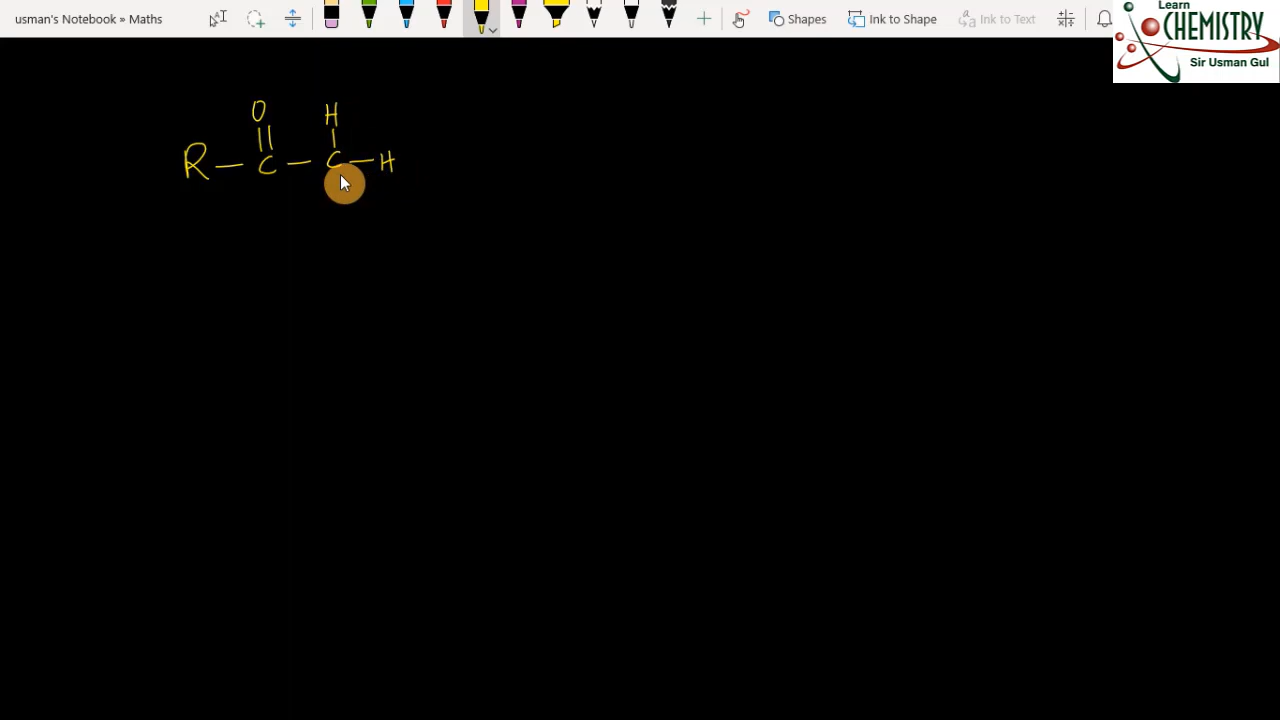 usman's Notebook » Maths
Shapes
Ink to Shape
Ink to Text
Learn
CHEMISTRY
Sir Usman Gul
O H
R — C — C — H